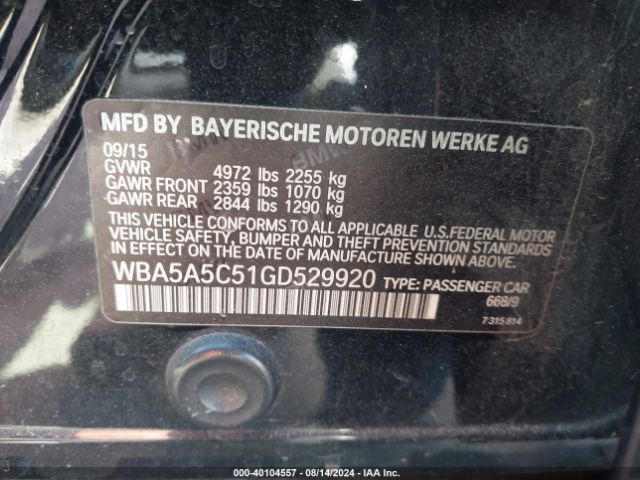 MFD BY BAYERISCHE MOTOREN WERKE AG
09/15
GVWR 4972 lbs 2255 kg
GAWR FRONT 2359 lbs 1070 kg
GAWR REAR 2844 lbs 1290 kg
THIS VEHICLE CONFORMS TO ALL APPLICABLE U.S.FEDERAL MOTOR
VEHICLE SAFETY, BUMPER AND THEFT PREVENTION STANDARDS
IN EFFECT ON THE DATE OF MANUFACTURE SHOWN ABOVE.
WBA5A5C51GD529920 TYPE: PASSENGER CAR
668/9
7315814
000-40104557 - 08/14/2024 - IAA Inc.